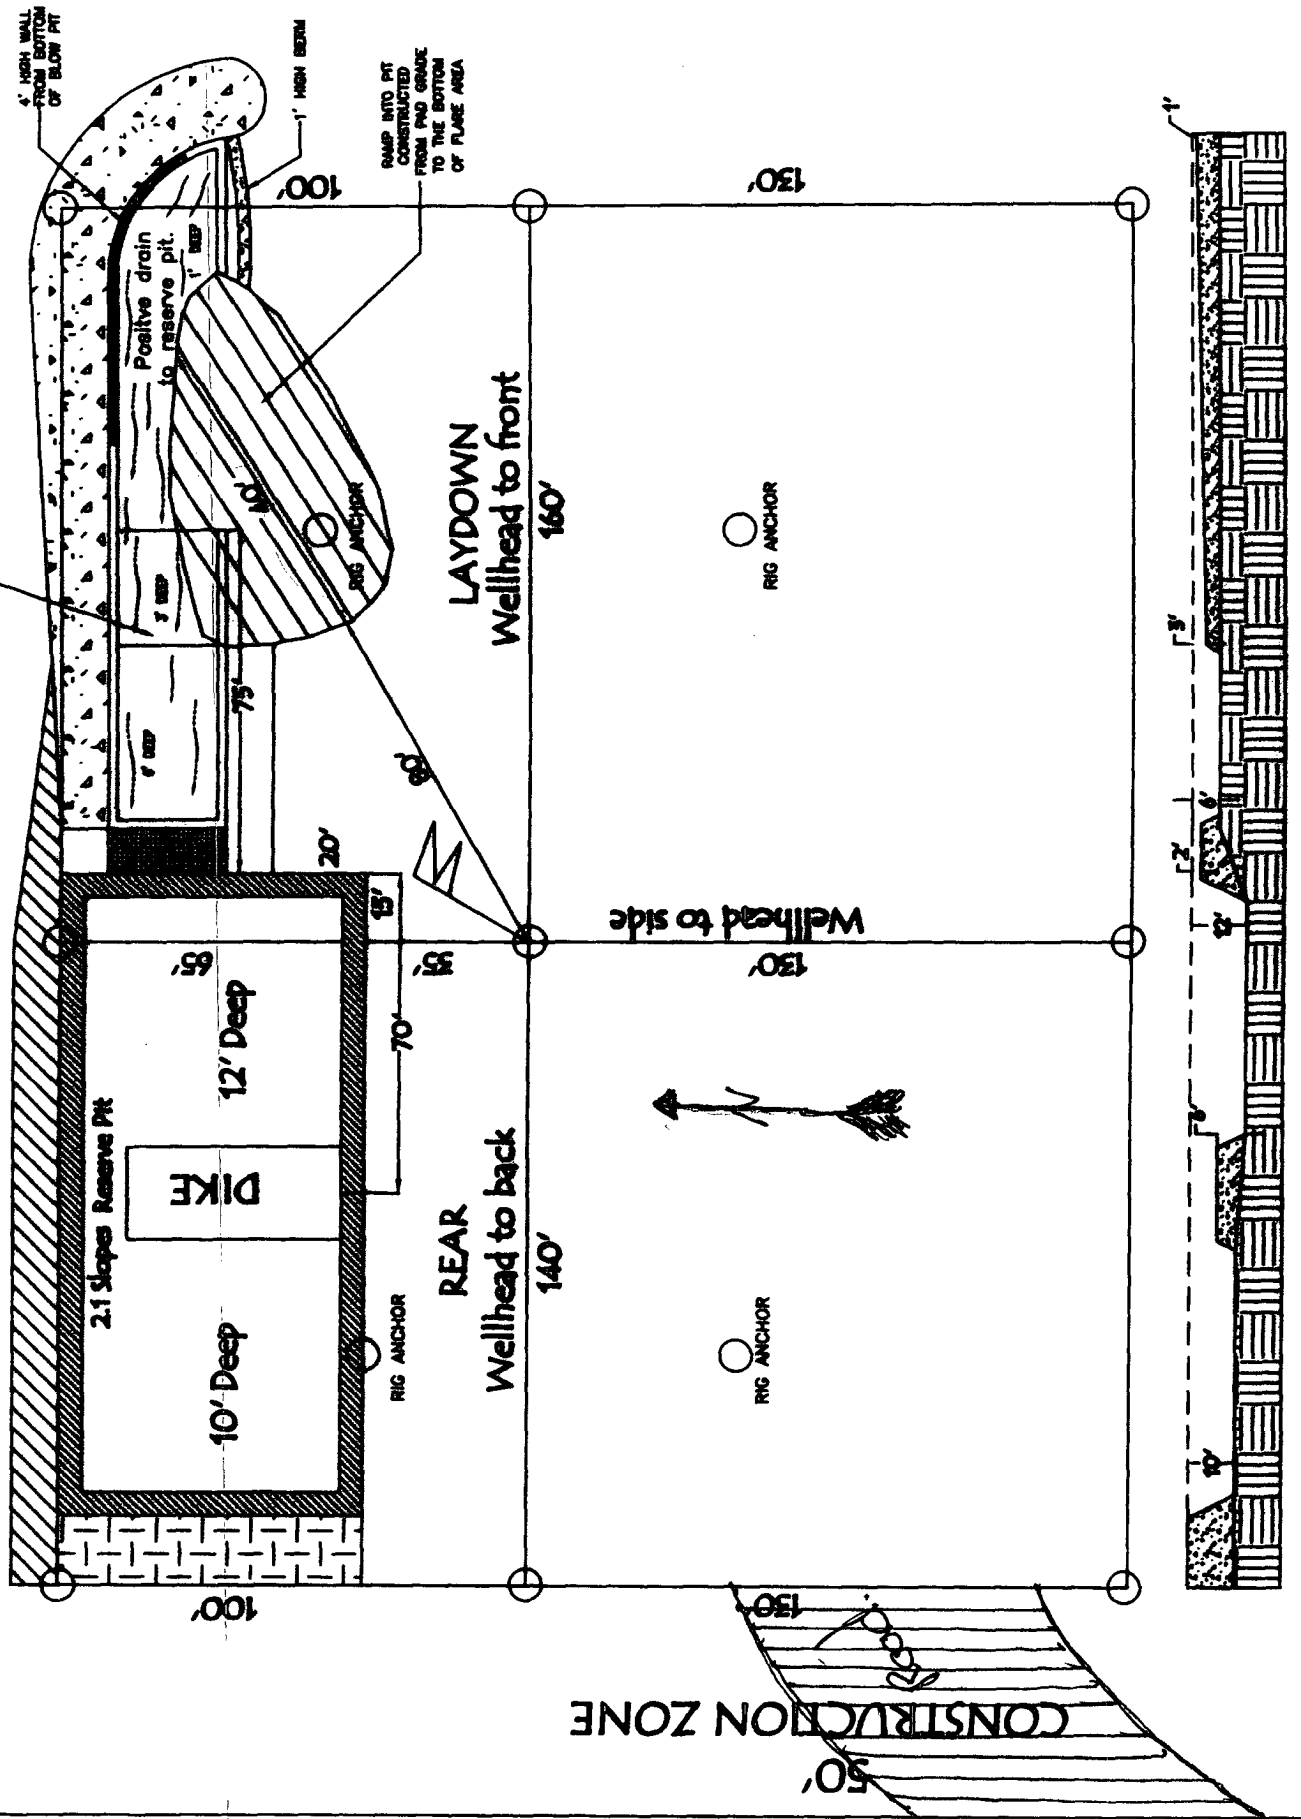 4' HIGH WALL
FROM BOTTOM
OF BLOW PIT
1' HIGH BERM
RAMP INTO PIT
CONSTRUCTED
FROM PAD GRADE
TO THE BOTTOM
OF FLARE AREA
100'
130'
Positve drain
to reserve pit.
1' DEEP
3' DEEP
6' DEEP
40'
RIG ANCHOR
75'
80'
LAYDOWN
Wellhead to front
160'
RIG ANCHOR
20'
15'
65'
35'
Wellhead to side
130'
2.1 Slopes Reserve Pit
12' Deep
DIKE
10' Deep
70'
REAR
Wellhead to back
140'
RIG ANCHOR
RIG ANCHOR
100'
130'
CONSTRUCTION ZONE
50'
1'
3'
6'
2'
12'
6'
10'